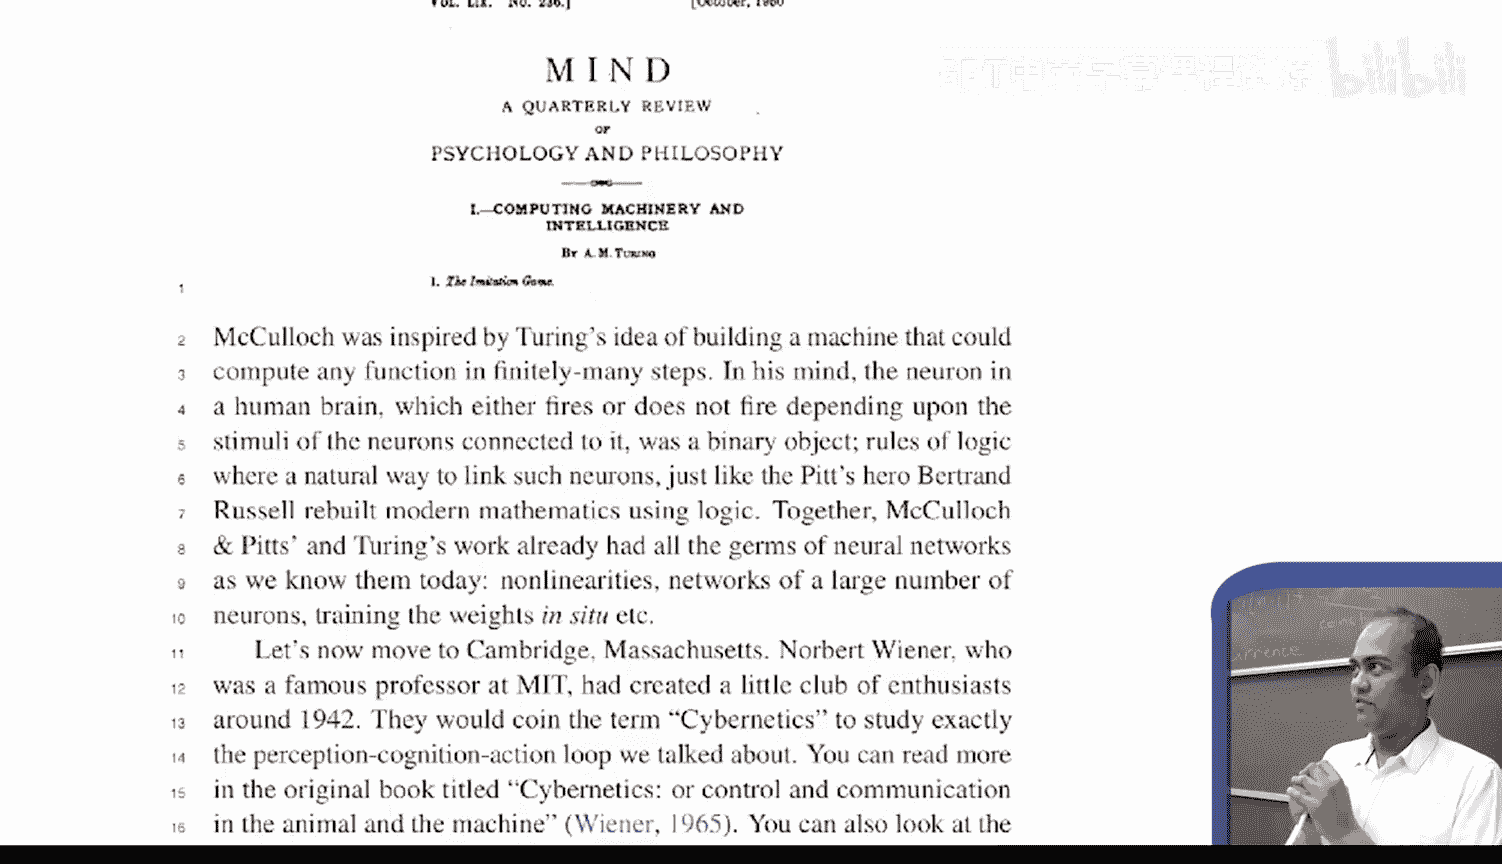 VOL. LIX. No. 236.] [October, 1950
MIND
A QUARTERLY REVIEW
OF
PSYCHOLOGY AND PHILOSOPHY
I.—COMPUTING MACHINERY AND
INTELLIGENCE
BY A. M. TURING
1 1. The Imitation Game.
2 McCulloch was inspired by Turing’s idea of building a machine that could
3 compute any function in finitely-many steps. In his mind, the neuron in
4 a human brain, which either fires or does not fire depending upon the
5 stimuli of the neurons connected to it, was a binary object; rules of logic
6 where a natural way to link such neurons, just like the Pitt’s hero Bertrand
7 Russell rebuilt modern mathematics using logic. Together, McCulloch
8 & Pitts’ and Turing’s work already had all the germs of neural networks
9 as we know them today: nonlinearities, networks of a large number of
10 neurons, training the weights in situ etc.
11 Let’s now move to Cambridge, Massachusetts. Norbert Wiener, who
12 was a famous professor at MIT, had created a little club of enthusiasts
13 around 1942. They would coin the term “Cybernetics” to study exactly
14 the perception-cognition-action loop we talked about. You can read more
15 in the original book titled “Cybernetics: or control and communication
16 in the animal and the machine” (Wiener, 1965). You can also look at the
bilibili